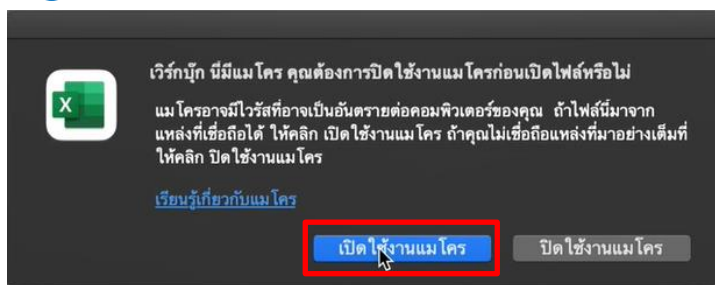 เวิร์กบุ๊ก นี้มีแมโคร คุณต้องการปิดใช้งานแมโครก่อนเปิดไฟล์หรือไม่
แมโครอาจมีไวรัสที่อาจเป็นอันตรายต่อคอมพิวเตอร์ของคุณ ถ้าไฟล์นี้มาจาก
แหล่งที่เชื่อถือได้ ให้คลิก เปิดใช้งานแมโคร ถ้าคุณไม่เชื่อถือแหล่งที่มาอย่างเต็มที่
ให้คลิก ปิดใช้งานแมโคร
เรียนรู้เกี่ยวกับแมโคร
เปิดใช้งานแมโคร
ปิดใช้งานแมโคร
X